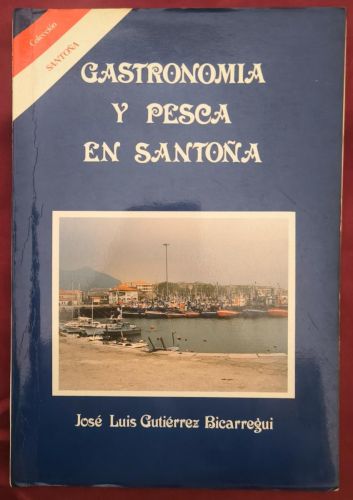 Colección
SANTOÑA
GASTRONOMIA
Y PESCA
EN SANTOÑA
José Luis Gutiérrez Bicarregui